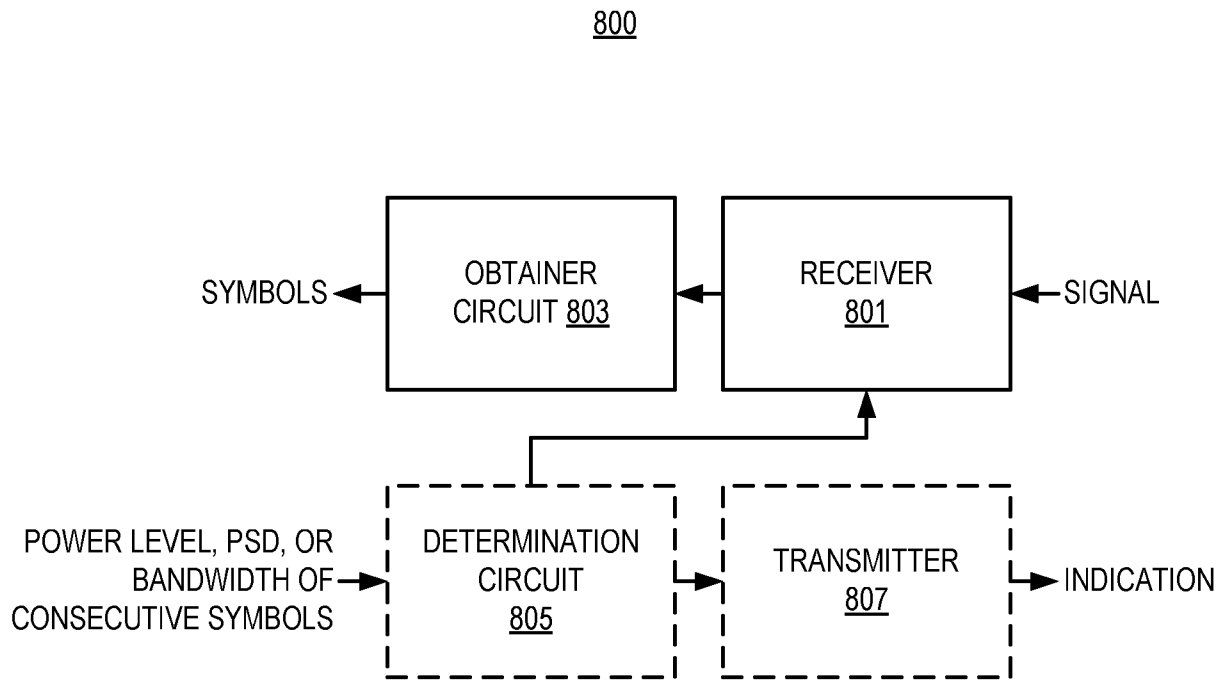 800
OBTAINER
CIRCUIT 803
RECEIVER
801
SYMBOLS
SIGNAL
POWER LEVEL, PSD, OR
BANDWIDTH OF
CONSECUTIVE SYMBOLS
DETERMINATION
CIRCUIT
805
TRANSMITTER
807
INDICATION